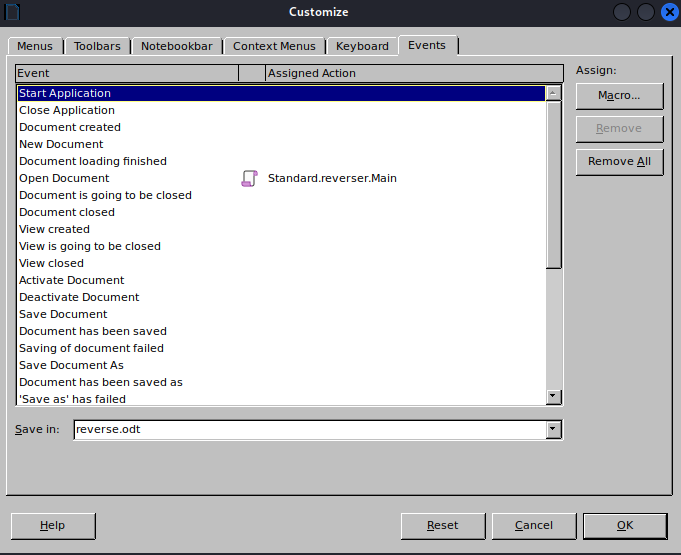 Customize
Menus Toolbars Notebookbar Context Menus Keyboard Events
Event Assigned Action
Assign:
Start Application
Macro...
Close Application
Document created
Remove
New Document
Document loading finished
Remove All
Open Document Standard.reverser.Main
Document is going to be closed
Document closed
View created
View is going to be closed
View closed
Activate Document
Deactivate Document
Save Document
Document has been saved
Saving of document failed
Save Document As
Document has been saved as
'Save as' has failed
Save in: reverse.odt
Help Reset Cancel OK